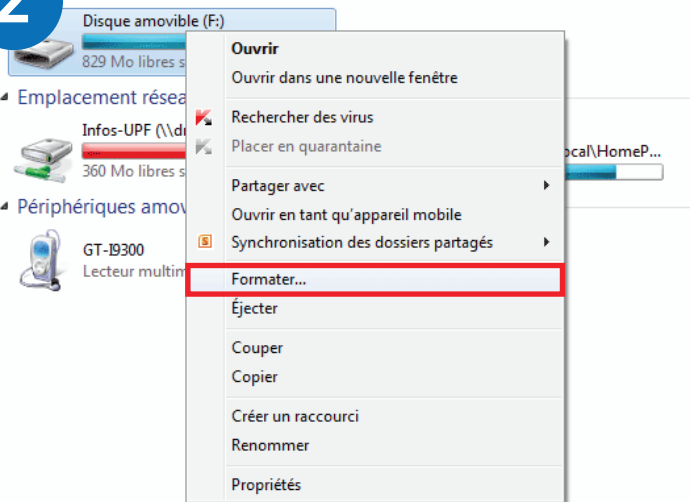 2
Disque amovible (F:)
829 Mo libres s
Emplacement résea
Infos-UPF (\\d
360 Mo libres s
ocal\HomeP...
Périphériques amov
GT-I9300
Lecteur multim
Ouvrir
Ouvrir dans une nouvelle fenêtre
Rechercher des virus
Placer en quarantaine
Partager avec
Ouvrir en tant qu'appareil mobile
Synchronisation des dossiers partagés
Formater...
Éjecter
Couper
Copier
Créer un raccourci
Renommer
Propriétés